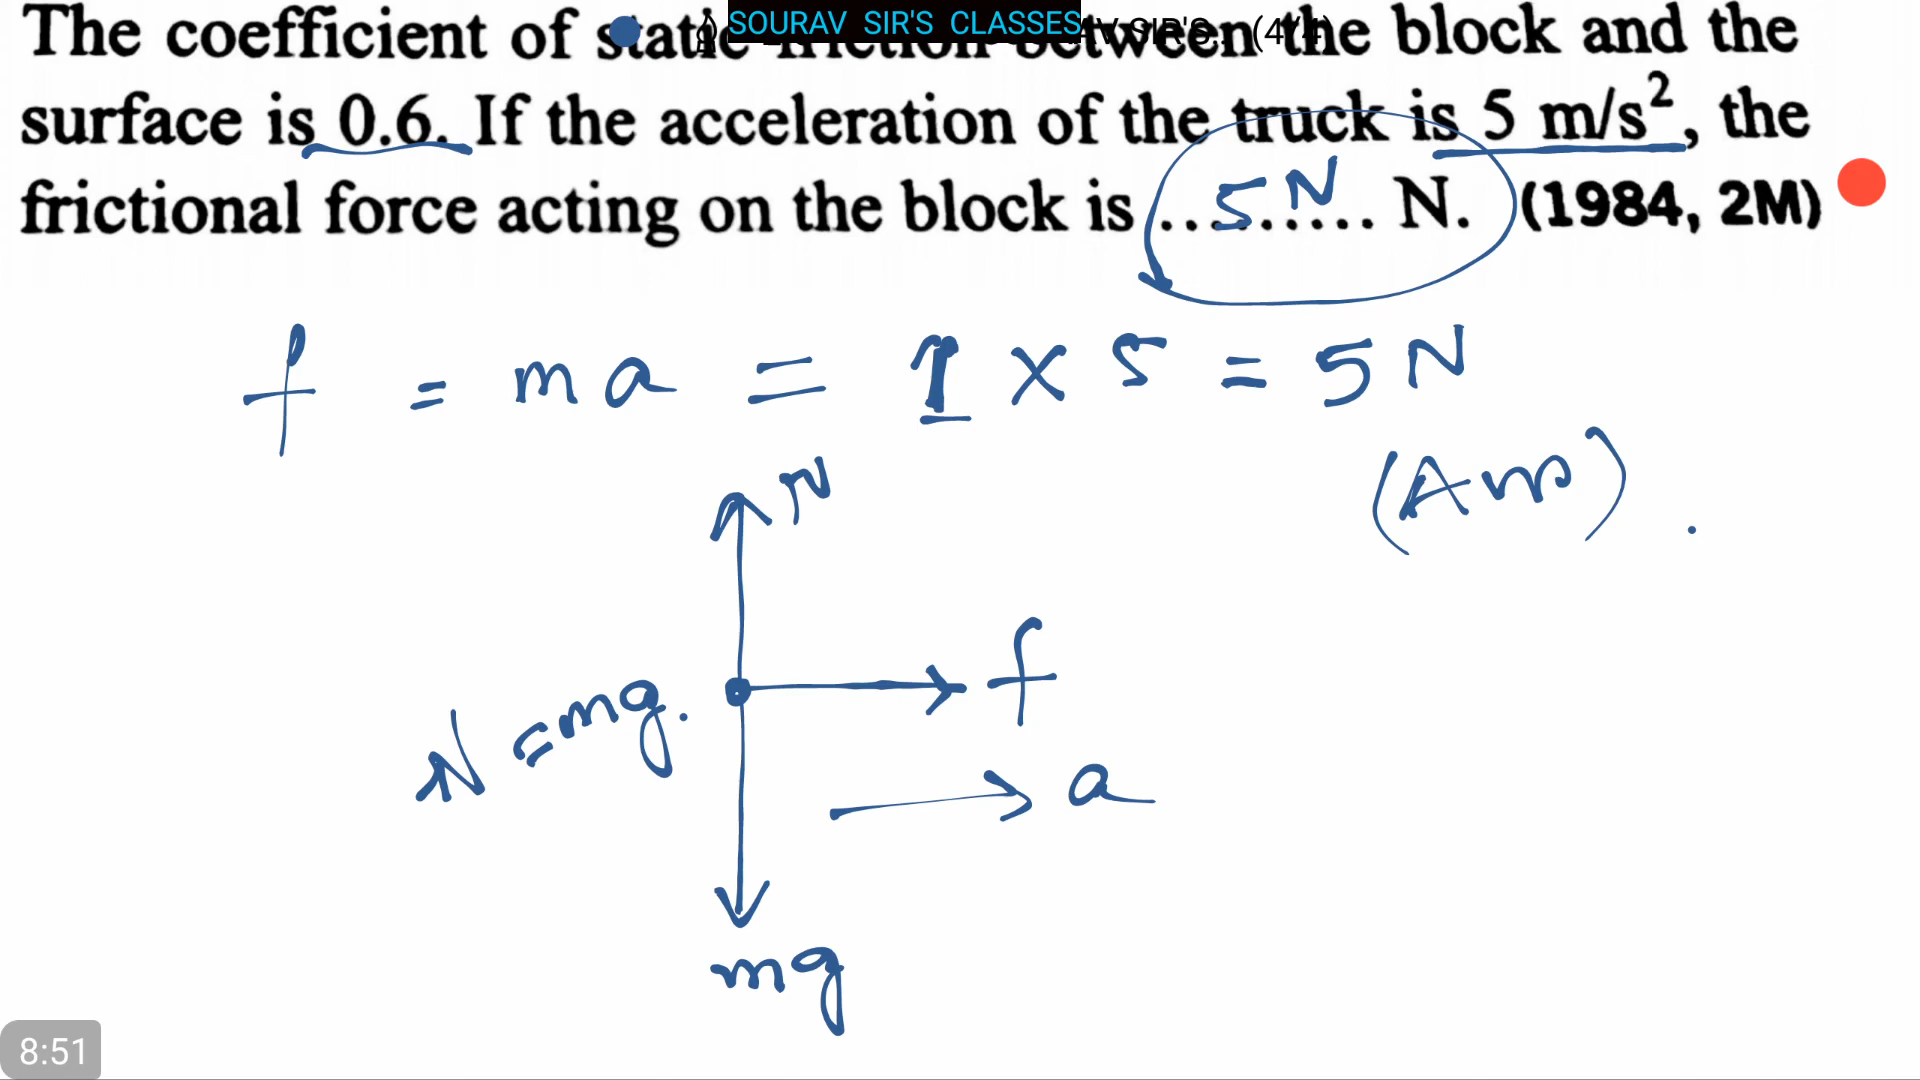 SOURAV SIR'S CLASSES
The coefficient of static friction between the block and the
surface is 0.6. If the acceleration of the truck is 5 m/s², the
frictional force acting on the block is ......... N. (1984, 2M)
5 N
f = ma = 1 × 5 = 5 N
(Ans).
N
f
N = mg.
a
mg
8:51